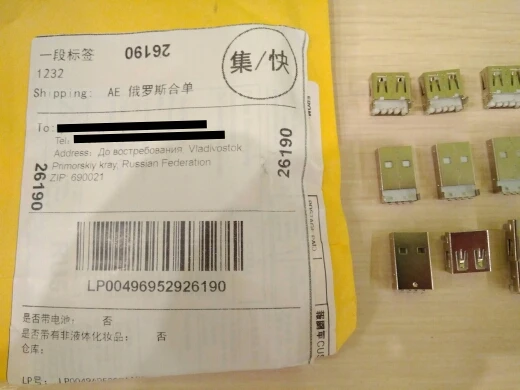 26190
一段标签
1232
集/快
Shipping: AE 俄罗斯合单
To:
Tel:
Address: До востребования, Vladivostok
Primorskiy kray, Russian Federation
ZIP: 690021
26190
26190
LP00496952926190
是否带电池: 否
是否带有非液体化妆品: 否
仓库:
LP号: LP00496952926190